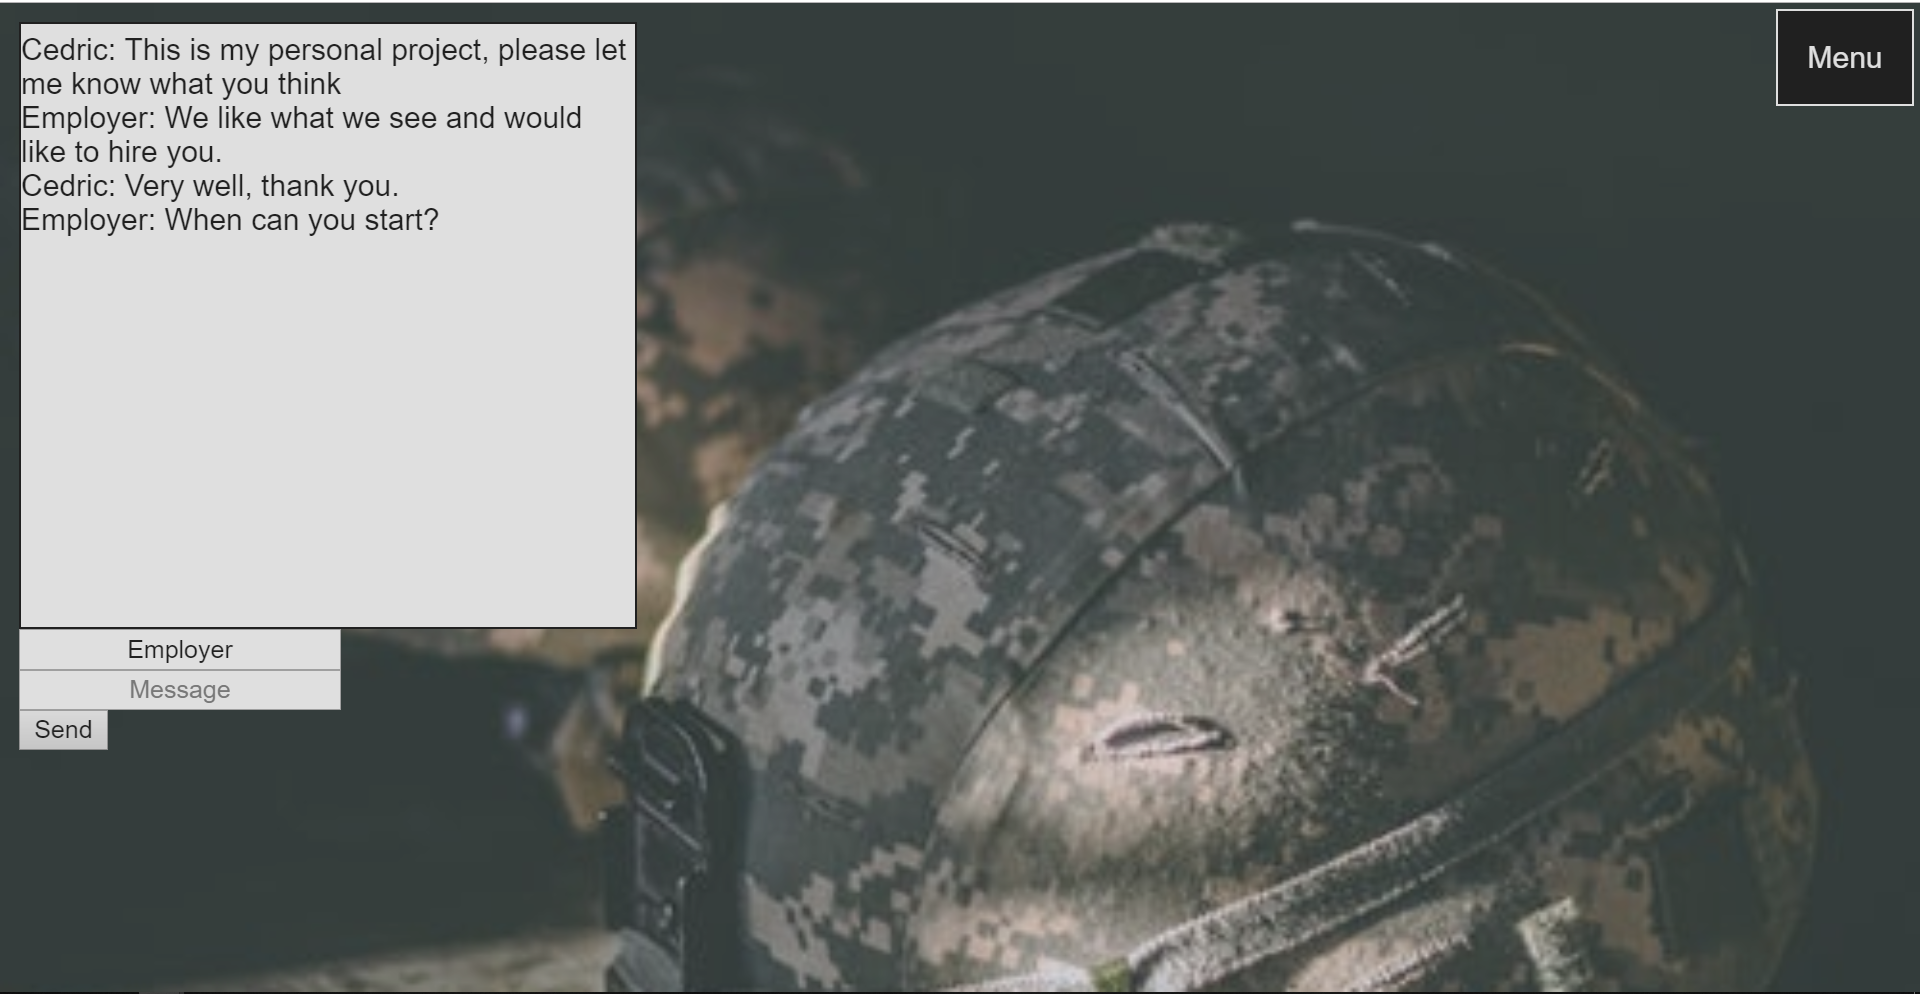 Cedric: This is my personal project, please let
me know what you think
Employer: We like what we see and would
like to hire you.
Cedric: Very well, thank you.
Employer: When can you start?
Employer
Message
Send
Menu